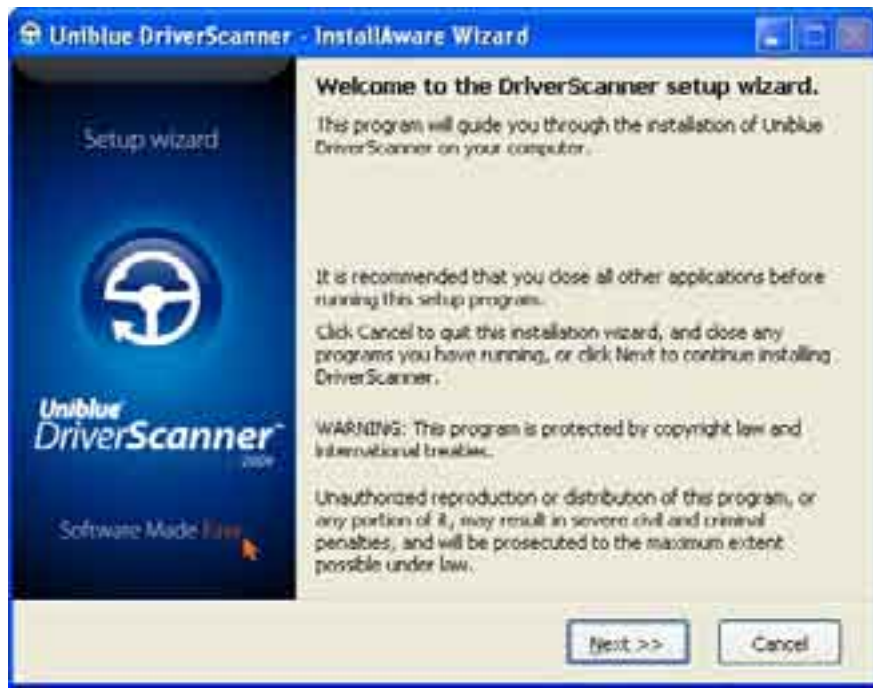 Uniblue DriverScanner - InstallAware Wizard
Setup wizard
Uniblue
DriverScanner
2009
Software Made Easy
Welcome to the DriverScanner setup wizard.
This program will guide you through the installation of Uniblue
DriverScanner on your computer.
It is recommended that you close all other applications before
running this setup program.
Click Cancel to quit this installation wizard, and close any
programs you have running, or click Next to continue installing
DriverScanner.
WARNING: This program is protected by copyright law and
international treaties.
Unauthorized reproduction or distribution of this program, or
any portion of it, may result in severe civil and criminal
penalties, and will be prosecuted to the maximum extent
possible under law.
Next >>
Cancel